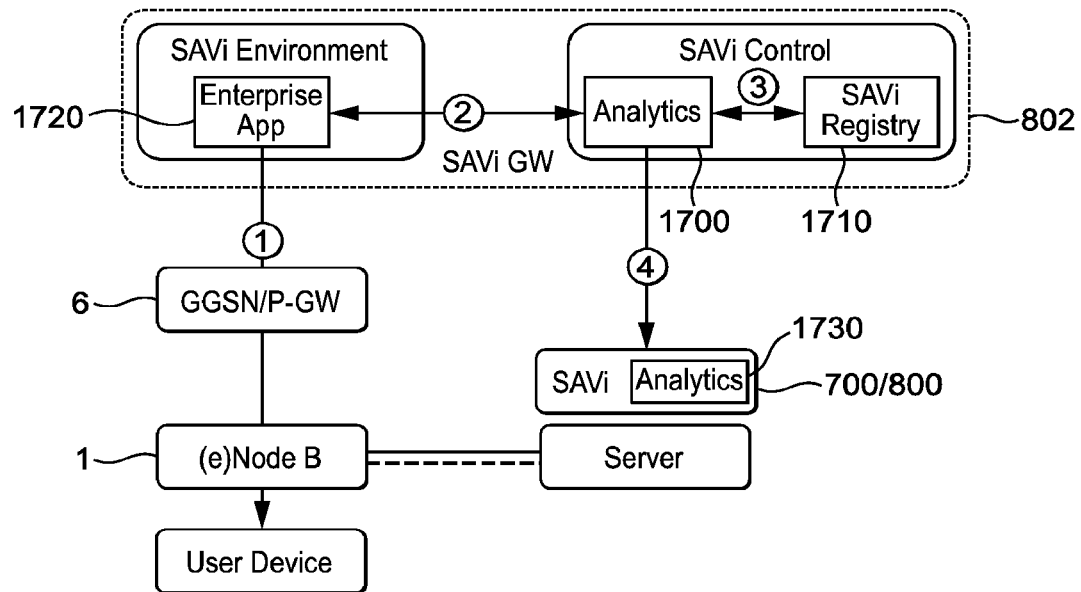 SAVi Environment
SAVi Control
1720
Enterprise
App
2
Analytics
3
SAVi
Registry
802
SAVi GW
1700
1710
1
4
6
GGSN/P-GW
1730
SAVi
Analytics
700/800
1
(e)Node B
Server
User Device